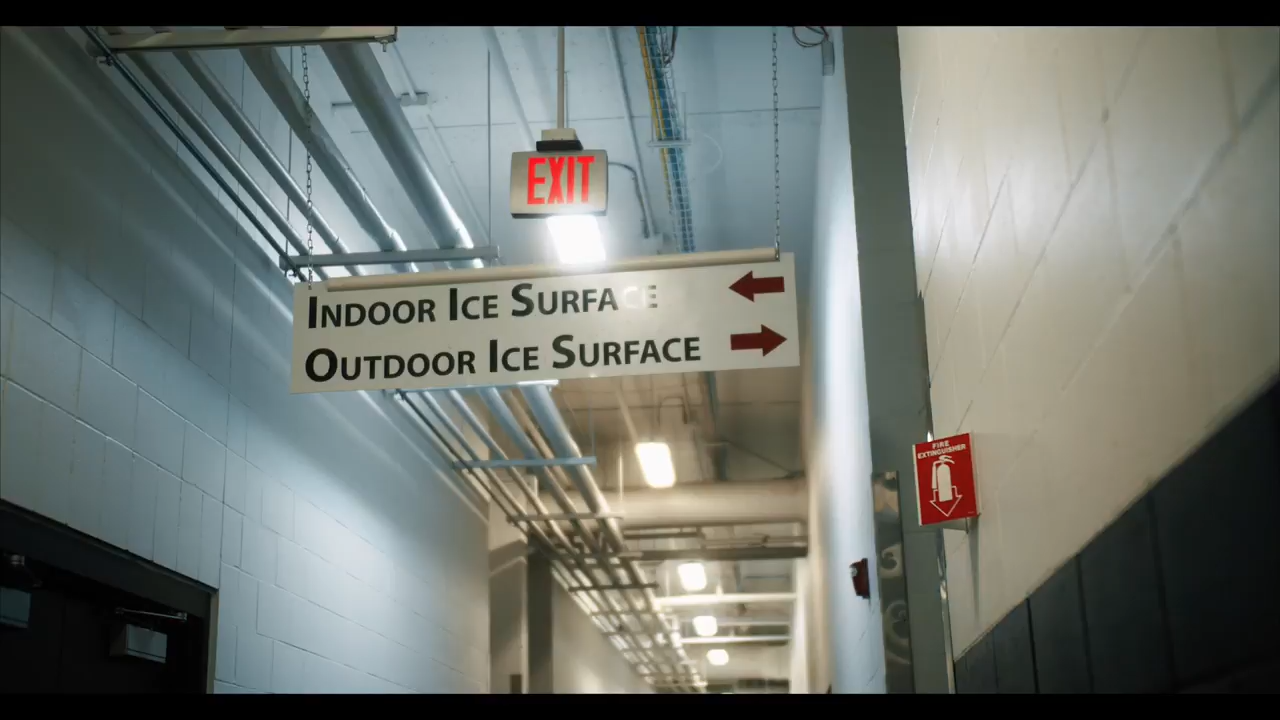 EXIT
INDOOR ICE SURFACE
OUTDOOR ICE SURFACE
FIRE
EXTINGUISHER